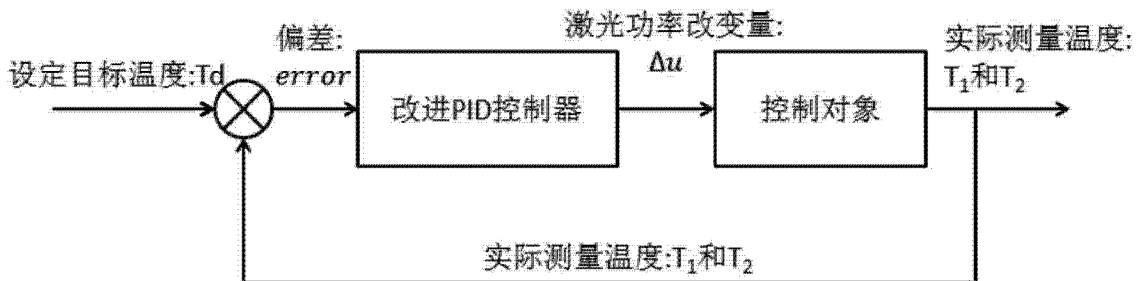 设定目标温度:Td
偏差:
error
改进PID控制器
激光功率改变量:
Δu
控制对象
实际测量温度:
T₁和T₂
实际测量温度:T₁和T₂